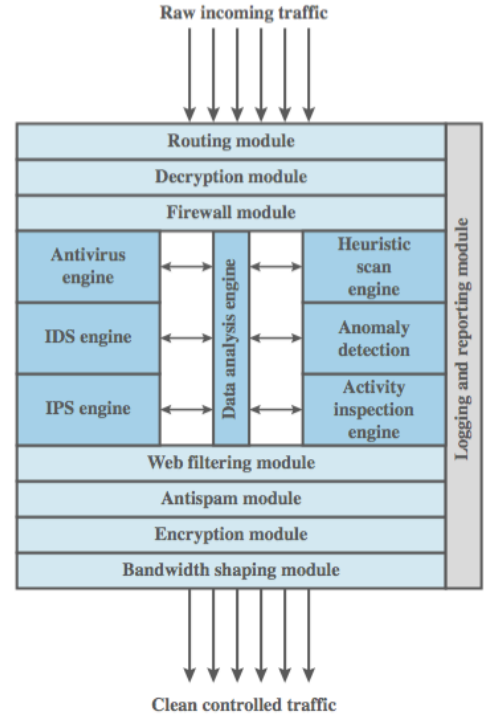 Raw incoming traffic
Routing module
Decryption module
Firewall module
Antivirus
engine
IDS engine
IPS engine
Data analysis engine
Heuristic
scan
engine
Anomaly
detection
Activity
inspection
engine
Logging and reporting module
Web filtering module
Antispam module
Encryption module
Bandwidth shaping module
Clean controlled traffic